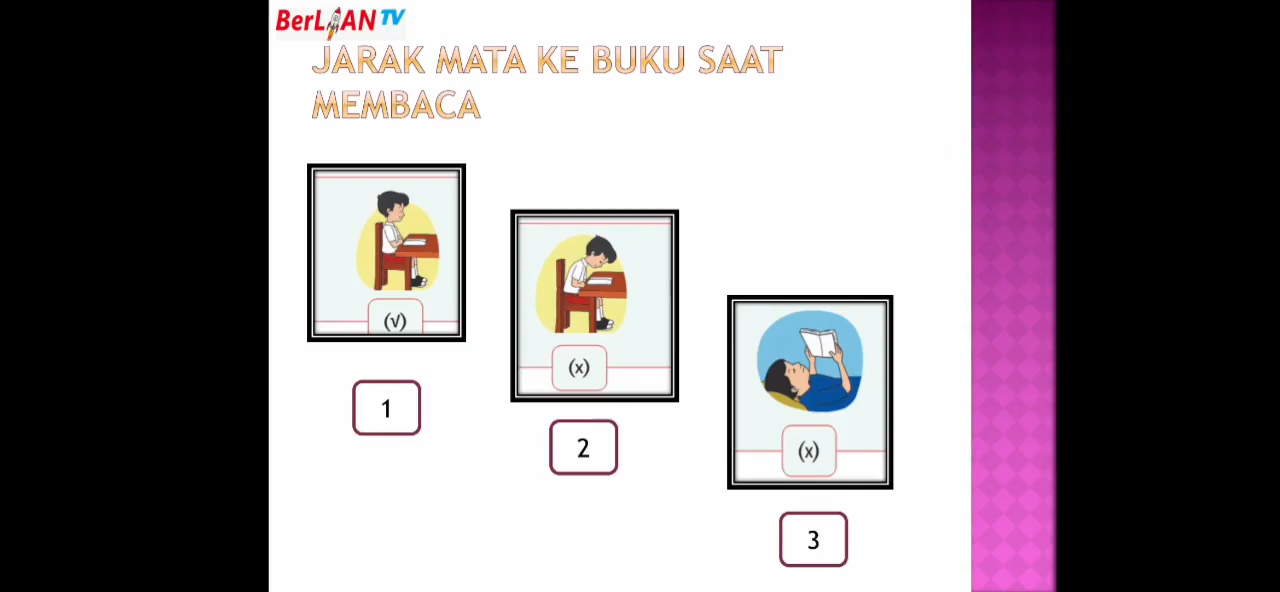 BerLIAN TV
JARAK MATA KE BUKU SAAT
MEMBACA
(√)
1
(x)
2
(x)
3